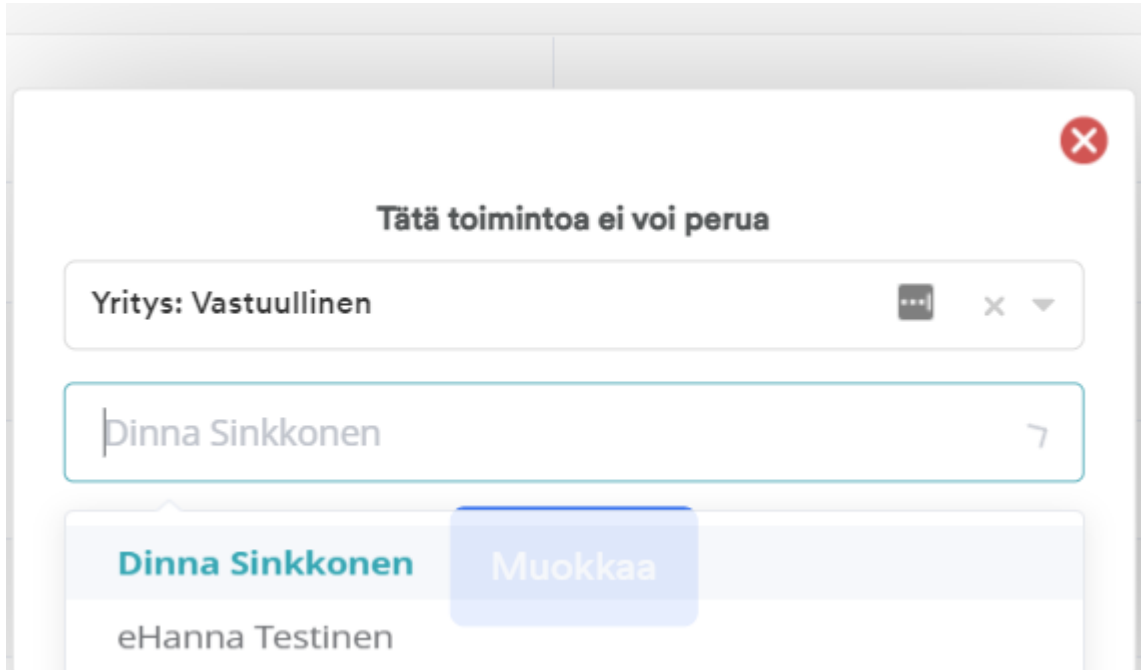 Tätä toimintoa ei voi perua
Yritys: Vastuullinen
Dinna Sinkkonen
Dinna Sinkkonen
Muokkaa
eHanna Testinen